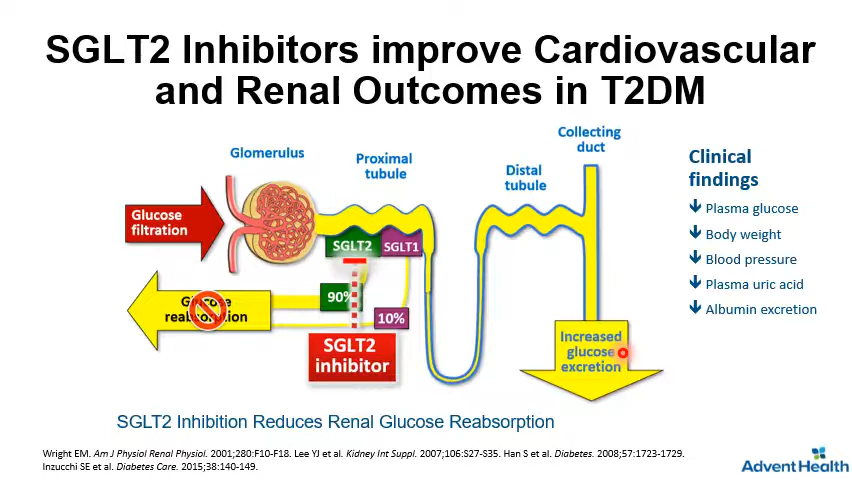 SGLT2 Inhibitors improve Cardiovascular
and Renal Outcomes in T2DM
Glomerulus
Proximal
tubule
Distal
tubule
Collecting
duct
Glucose
filtration
SGLT2
SGLT1
Glucose
reabsorption
90%
10%
SGLT2
inhibitor
Increased
glucose
excretion
Clinical
findings
Plasma glucose
Body weight
Blood pressure
Plasma uric acid
Albumin excretion
SGLT2 Inhibition Reduces Renal Glucose Reabsorption
Wright EM. Am J Physiol Renal Physiol. 2001;280:F10-F18. Lee YJ et al. Kidney Int Suppl. 2007;106:S27-S35. Han S et al. Diabetes. 2008;57:1723-1729.
Inzucchi SE et al. Diabetes Care. 2015;38:140-149.
Advent Health